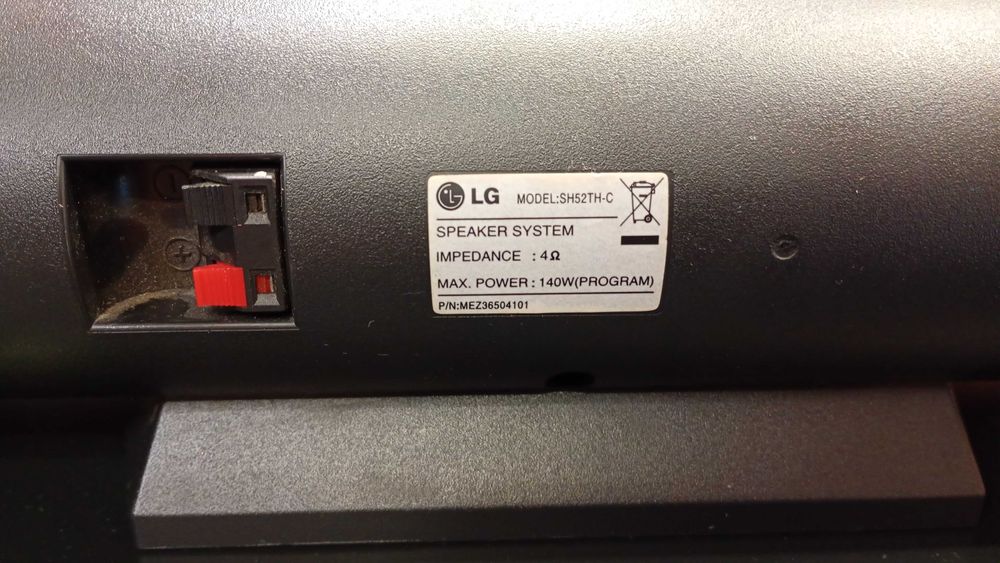 LG MODEL:SH52TH-C
SPEAKER SYSTEM
IMPEDANCE : 4Ω
MAX. POWER : 140W(PROGRAM)
P/N:MEZ36504101